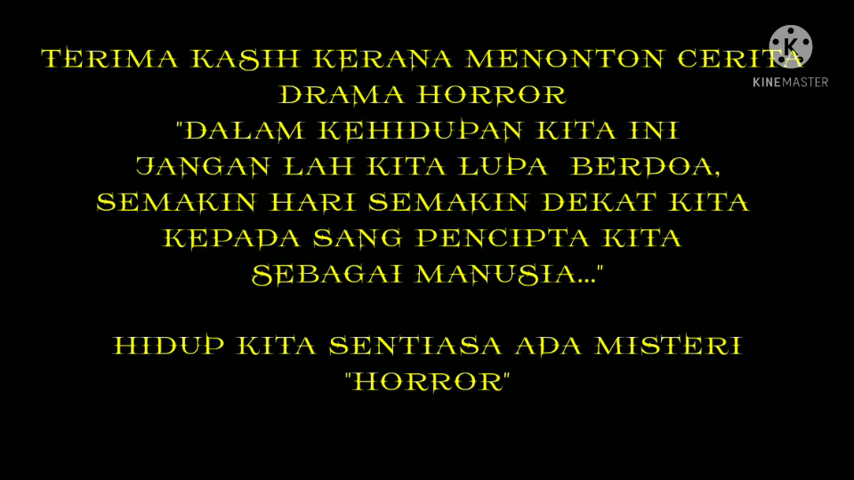 TERIMA KASIH KERANA MENONTON CERITA
DRAMA HORROR
"DALAM KEHIDUPAN KITA INI
JANGAN LAH KITA LUPA BERDOA,
SEMAKIN HARI SEMAKIN DEKAT KITA
KEPADA SANG PENCIPTA KITA
SEBAGAI MANUSIA..."
HIDUP KITA SENTIASA ADA MISTERI
"HORROR"
K
KINEMASTER